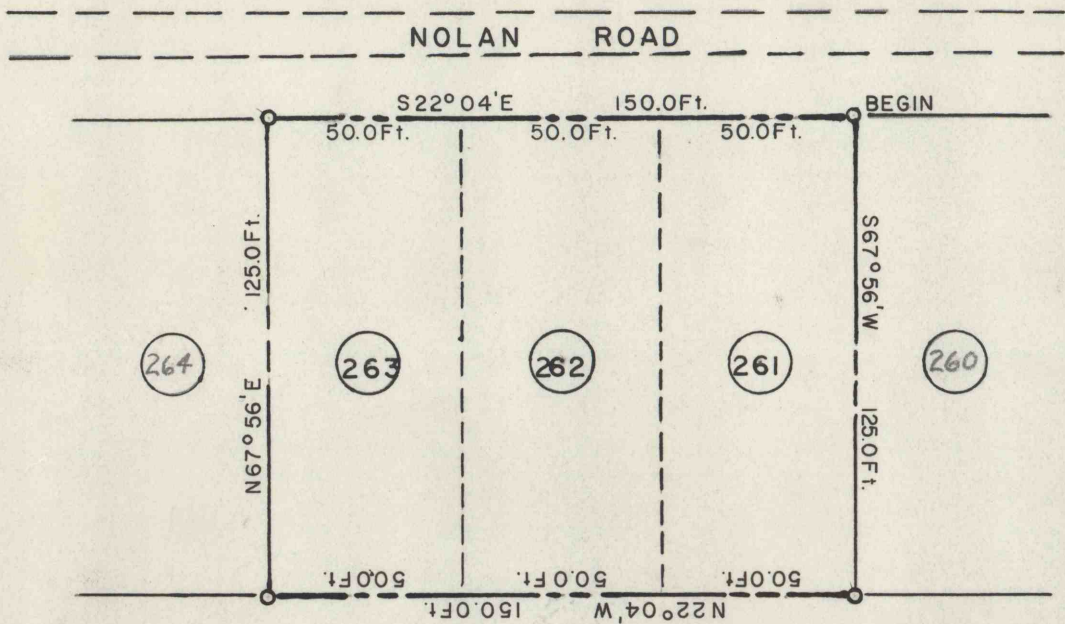 NOLAN ROAD
S22°04'E 150.0Ft. BEGIN
50.0Ft. 50.0Ft. 50.0Ft.
125.0Ft.
N67°56'E
S67°56'W
125.0Ft.
264 263 262 261 260
50.0Ft. 50.0Ft. 50.0Ft.
150.0Ft. N22°04'W